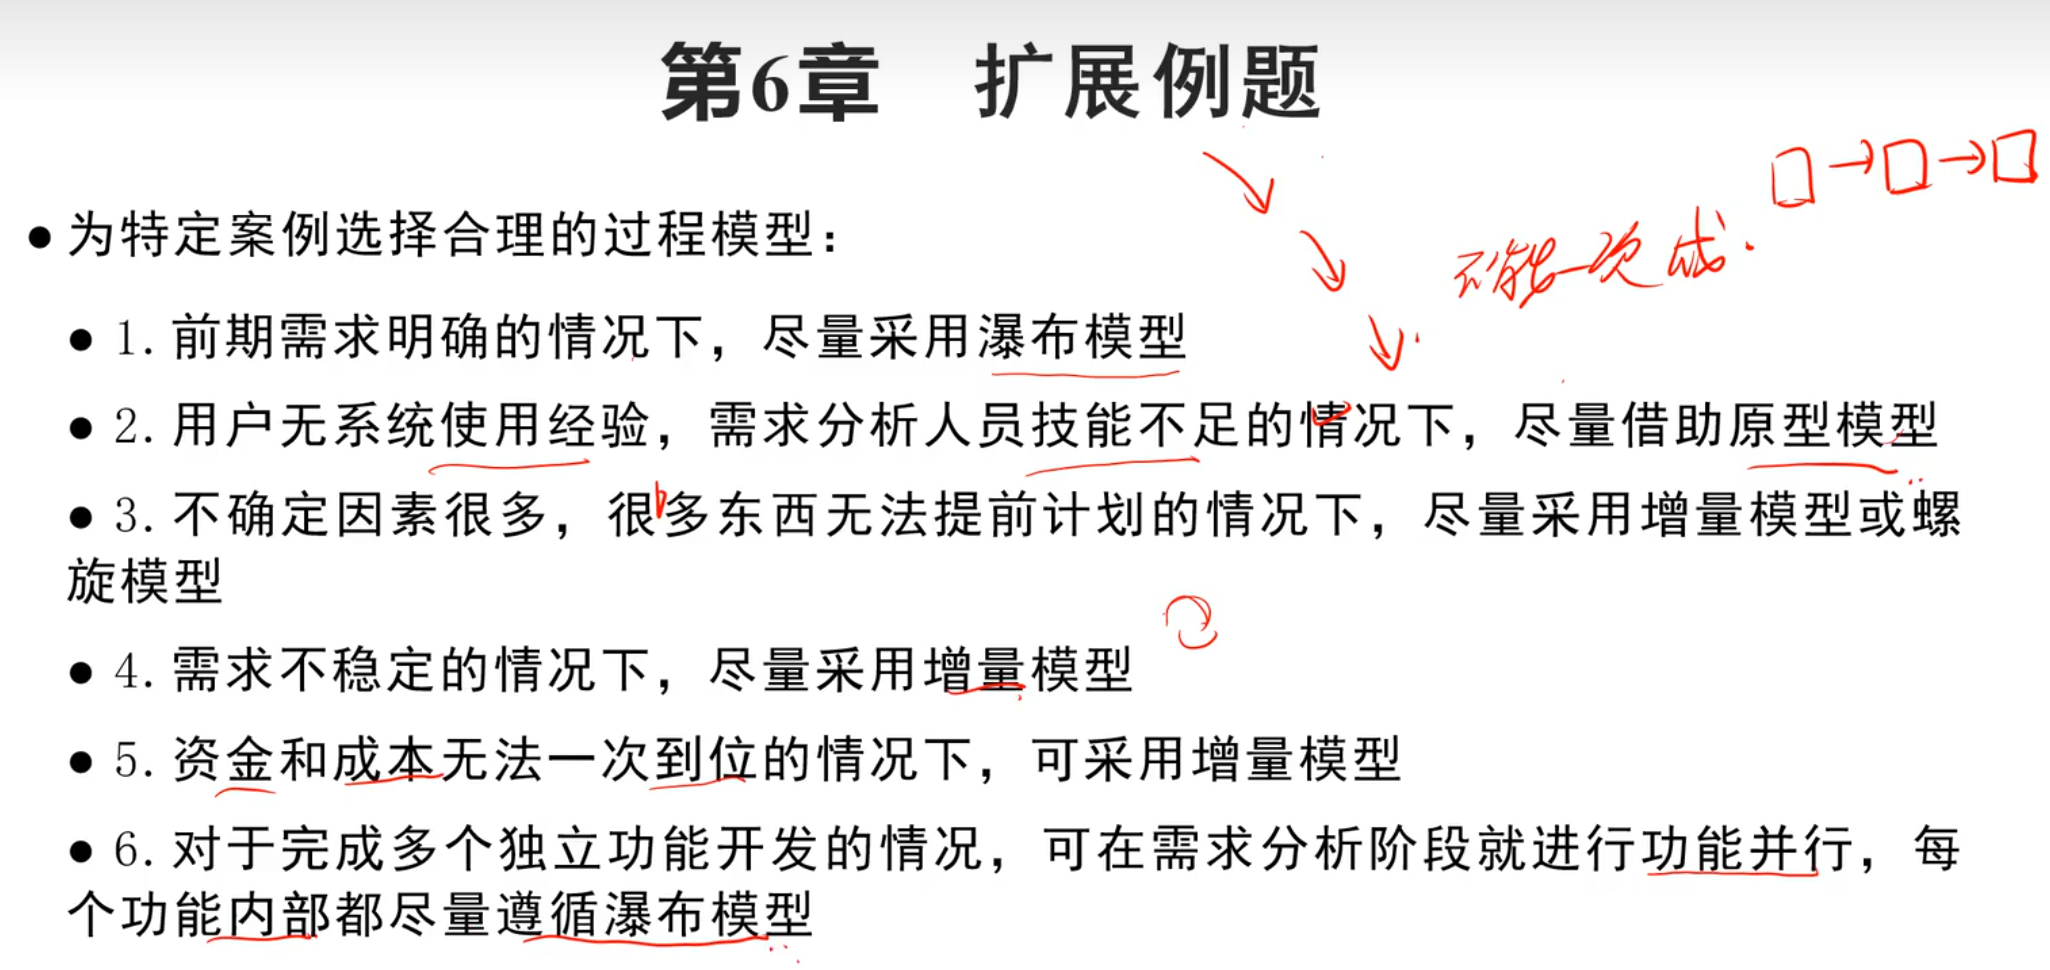 第6章 扩展例题
● 为特定案例选择合理的过程模型：
不能一次成.
● 1. 前期需求明确的情况下，尽量采用瀑布模型
● 2. 用户无系统使用经验，需求分析人员技能不足的情况下，尽量借助原型模型
● 3. 不确定因素很多，很多东西无法提前计划的情况下，尽量采用增量模型或螺
旋模型
● 4. 需求不稳定的情况下，尽量采用增量模型
● 5. 资金和成本无法一次到位的情况下，可采用增量模型
● 6. 对于完成多个独立功能开发的情况，可在需求分析阶段就进行功能并行，每
个功能内部都尽量遵循瀑布模型